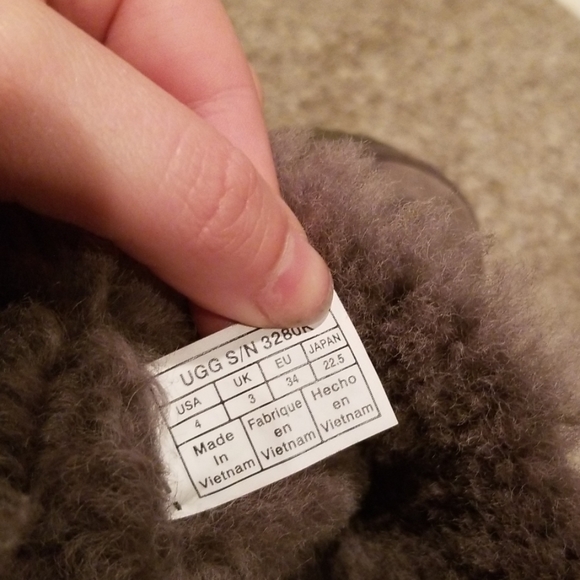 UGG S/N 3280K
USA UK EU JAPAN
4 3 34 22.5
Made In Vietnam
Fabrique en Vietnam
Hecho en Vietnam